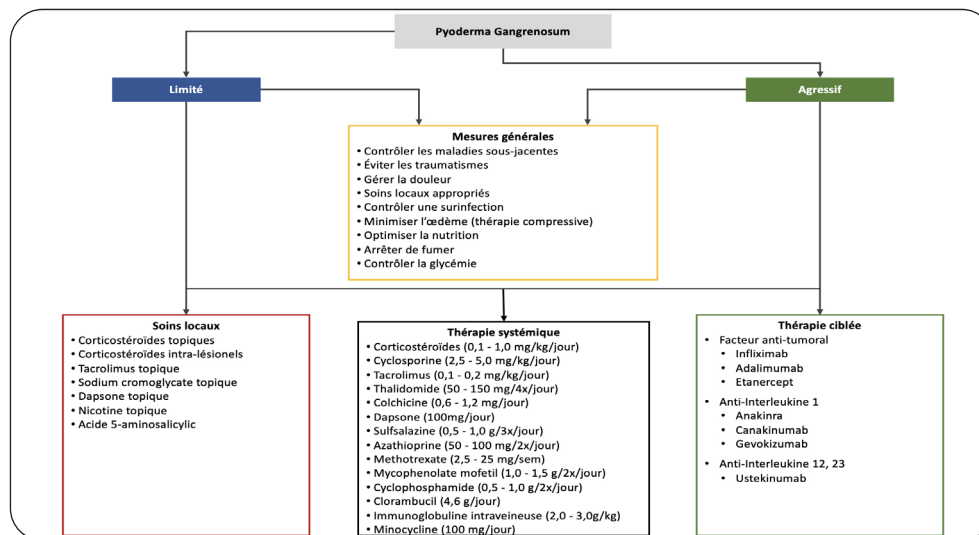 Pyoderma Gangrenosum
Limité
Agressif
Mesures générales
• Contrôler les maladies sous-jacentes
• Éviter les traumatismes
• Gérer la douleur
• Soins locaux appropriés
• Contrôler une surinfection
• Minimiser l'œdème (thérapie compressive)
• Optimiser la nutrition
• Arrêter de fumer
• Contrôler la glycémie
Soins locaux
• Corticostéroïdes topiques
• Corticostéroïdes intra-lésionels
• Tacrolimus topique
• Sodium cromoglycate topique
• Dapsone topique
• Nicotine topique
• Acide 5-aminosalicylic
Thérapie systémique
• Corticostéroïdes (0,1 - 1,0 mg/kg/jour)
• Cyclosporine (2,5 - 5,0 mg/kg/jour)
• Tacrolimus (0,1 - 0,2 mg/kg/jour)
• Thalidomide (50 - 150 mg/4x/jour)
• Colchicine (0,6 - 1,2 mg/jour)
• Dapsone (100mg/jour)
• Sulfsalazine (0,5 - 1,0 g/3x/jour)
• Azathioprine (50 - 100 mg/2x/jour)
• Methotrexate (2,5 - 25 mg/sem)
• Mycophenolate mofetil (1,0 - 1,5 g/2x/jour)
• Cyclophosphamide (0,5 - 1,0 g/2x/jour)
• Clorambucil (4,6 g/jour)
• Immunoglobuline intraveineuse (2,0 - 3,0g/kg)
• Minocycline (100 mg/jour)
Thérapie ciblée
• Facteur anti-tumoral
• Infliximab
• Adalimumab
• Etanercept
• Anti-Interleukine 1
• Anakinra
• Canakinumab
• Gevokizumab
• Anti-Interleukine 12, 23
• Ustekinumab